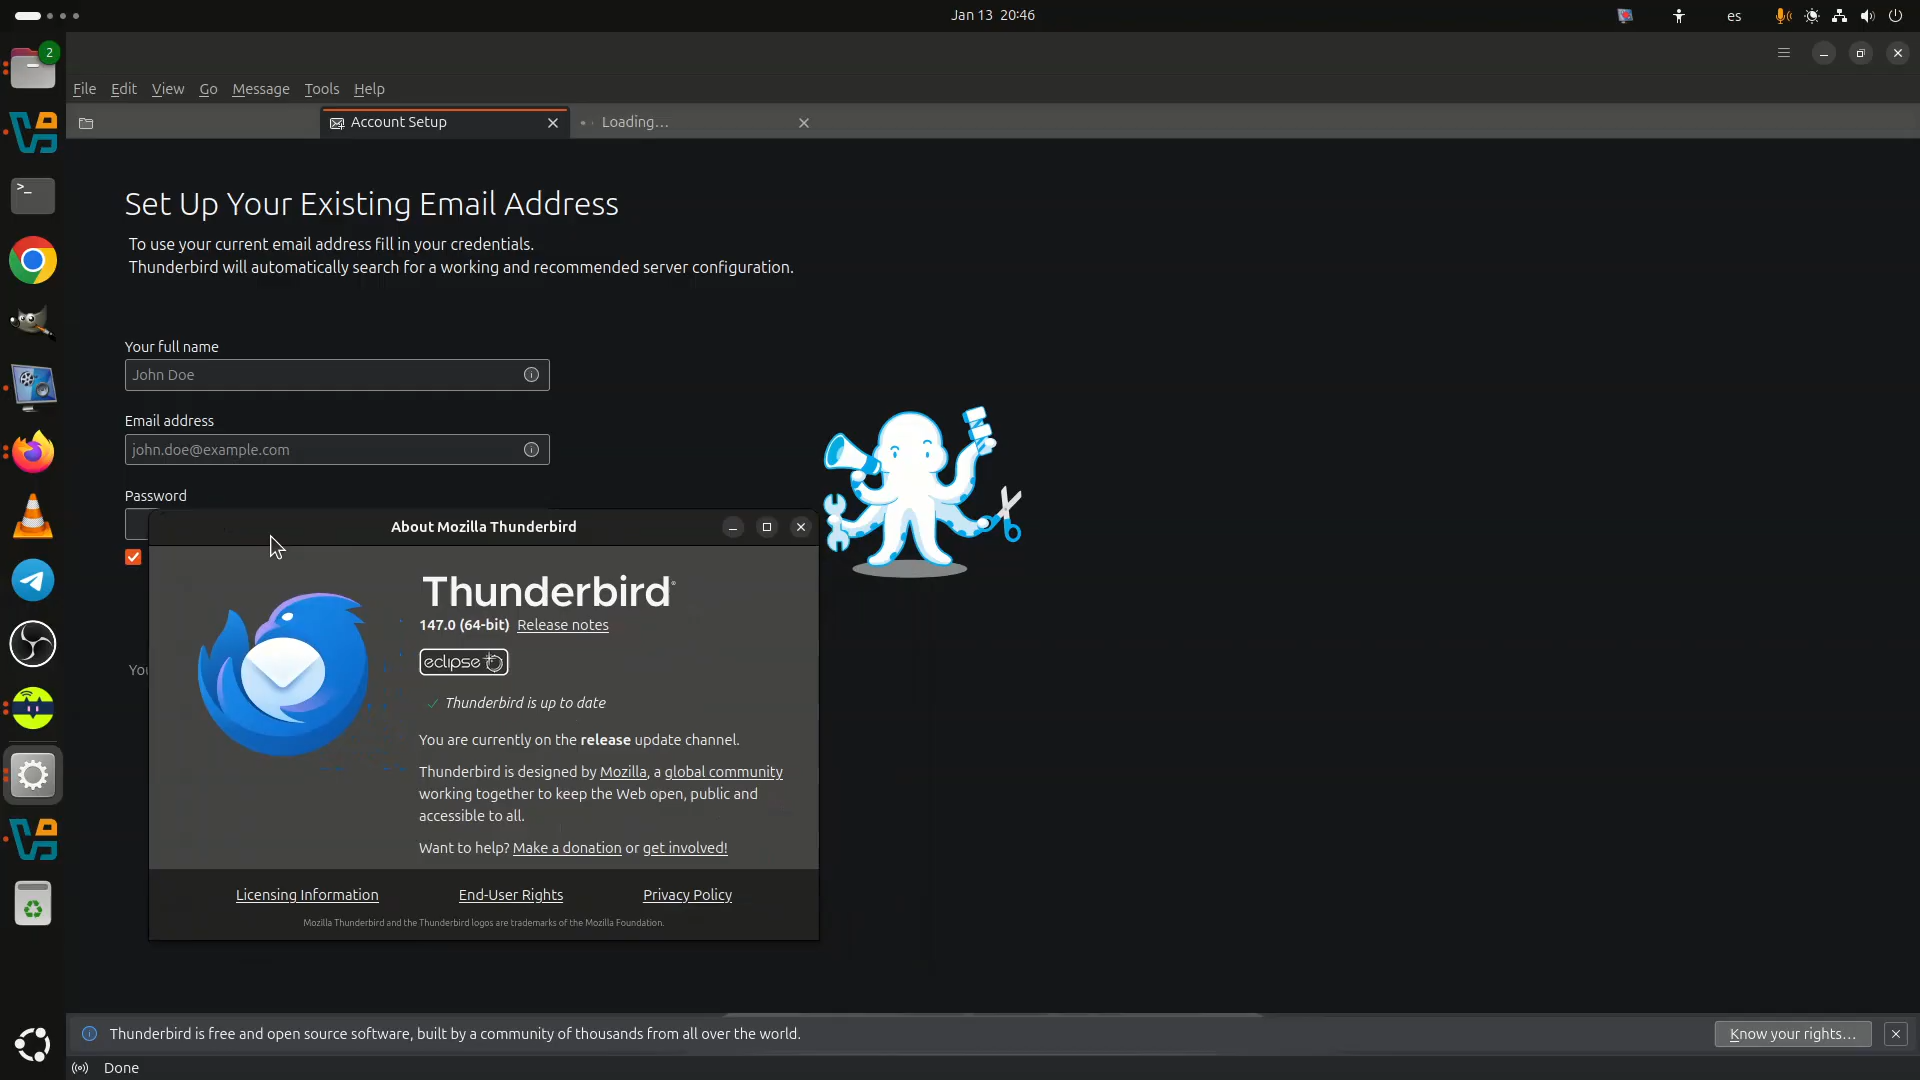 Jan 13 20:46
es
2
File Edit View Go Message Tools Help
Account Setup
Loading...
Set Up Your Existing Email Address
To use your current email address fill in your credentials.
Thunderbird will automatically search for a working and recommended server configuration.
Your full name
John Doe
Email address
john.doe@example.com
Password
About Mozilla Thunderbird
Thunderbird
147.0 (64-bit) Release notes
eclipse
Thunderbird is up to date
You are currently on the release update channel.
Thunderbird is designed by Mozilla, a global community
working together to keep the Web open, public and
accessible to all.
Want to help? Make a donation or get involved!
Licensing Information End-User Rights Privacy Policy
Mozilla Thunderbird and the Thunderbird logos are trademarks of the Mozilla Foundation.
Thunderbird is free and open source software, built by a community of thousands from all over the world.
Know your rights...
Done